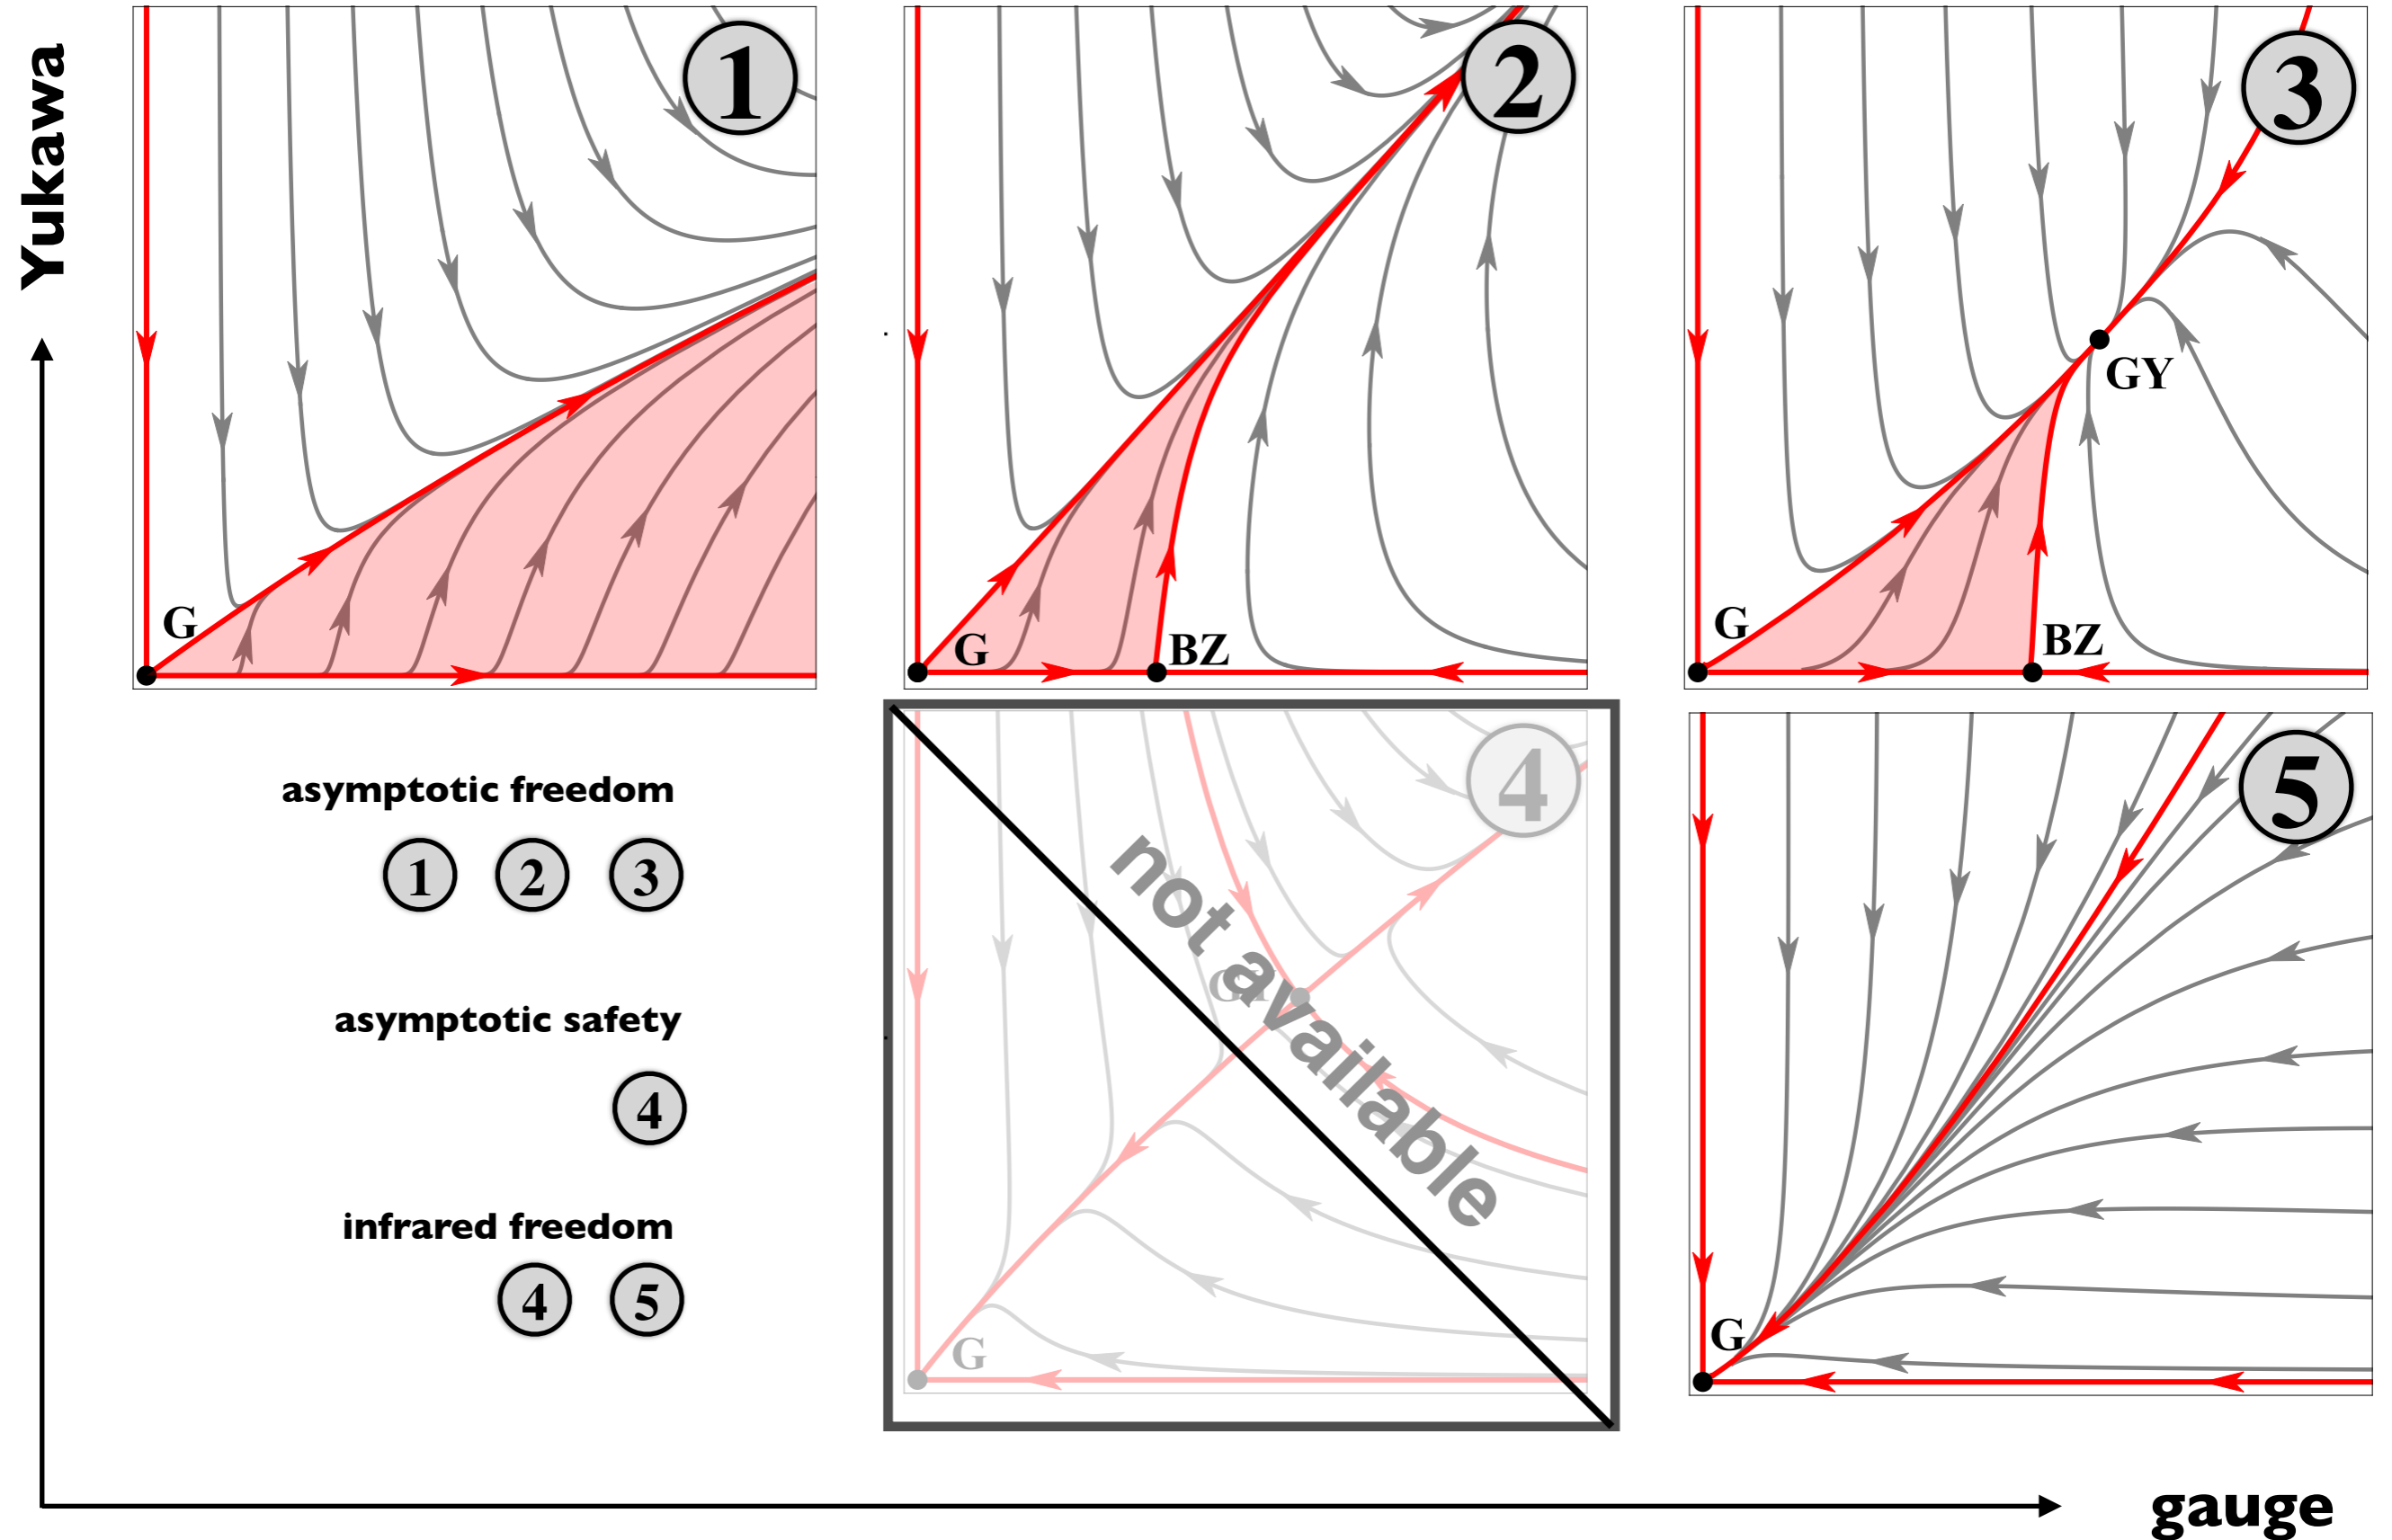 Yukawa
1
2
3
G
G
BZ
G
BZ
GY
asymptotic freedom
1 2 3
asymptotic safety
4
infrared freedom
4 5
4
not available
G
5
G
gauge